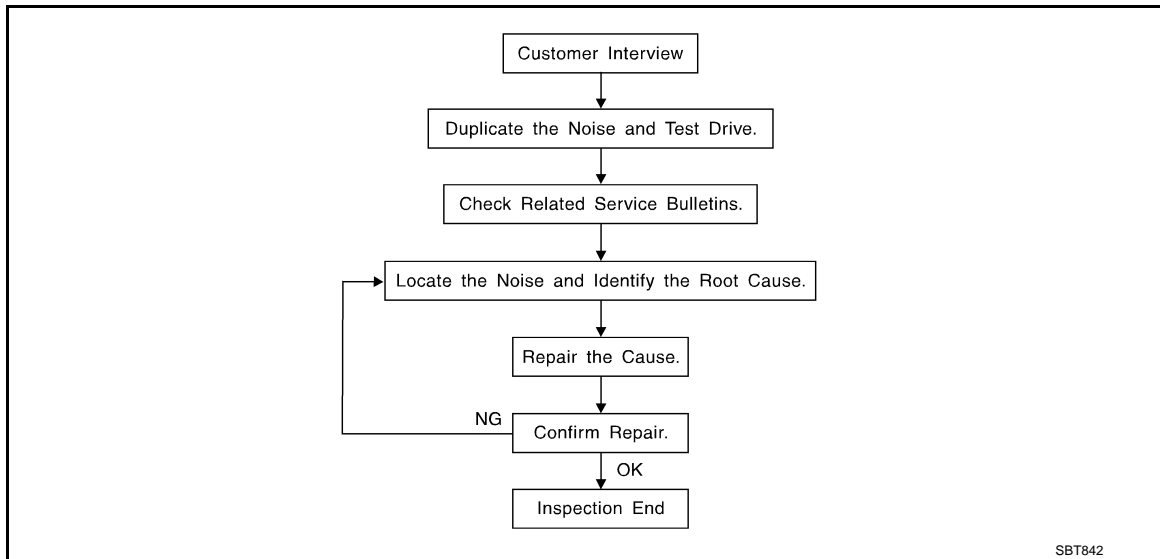 Customer Interview
Duplicate the Noise and Test Drive.
Check Related Service Bulletins.
Locate the Noise and Identify the Root Cause.
Repair the Cause.
NG
Confirm Repair.
OK
Inspection End
SBT842